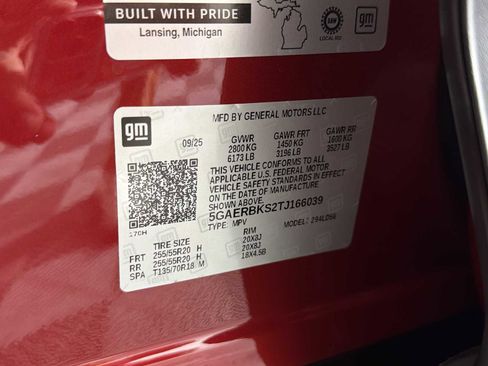 BUILT WITH PRIDE
Lansing, Michigan
UAW
gm
gm
MFD BY GENERAL MOTORS LLC
09/25
GVWR GAWR FRT GAWR RR
2800 KG 1450 KG 1600 KG
6173 LB 3196 LB 3527 LB
THIS VEHICLE CONFORMS TO ALL
APPLICABLE U.S. FEDERAL MOTOR
VEHICLE SAFETY STANDARDS IN EFFECT
ON THE DATE OF MANUFACTURE
SHOWN ABOVE.
5GAERBKS2TJ166039
TYPE: MPV MODEL:
17CH
TIRE SIZE RIM
FRT 255/55R20 H 20X8J
RR 255/55R20 H 20X8J
SPA T135/70R18 M 18X4.5B